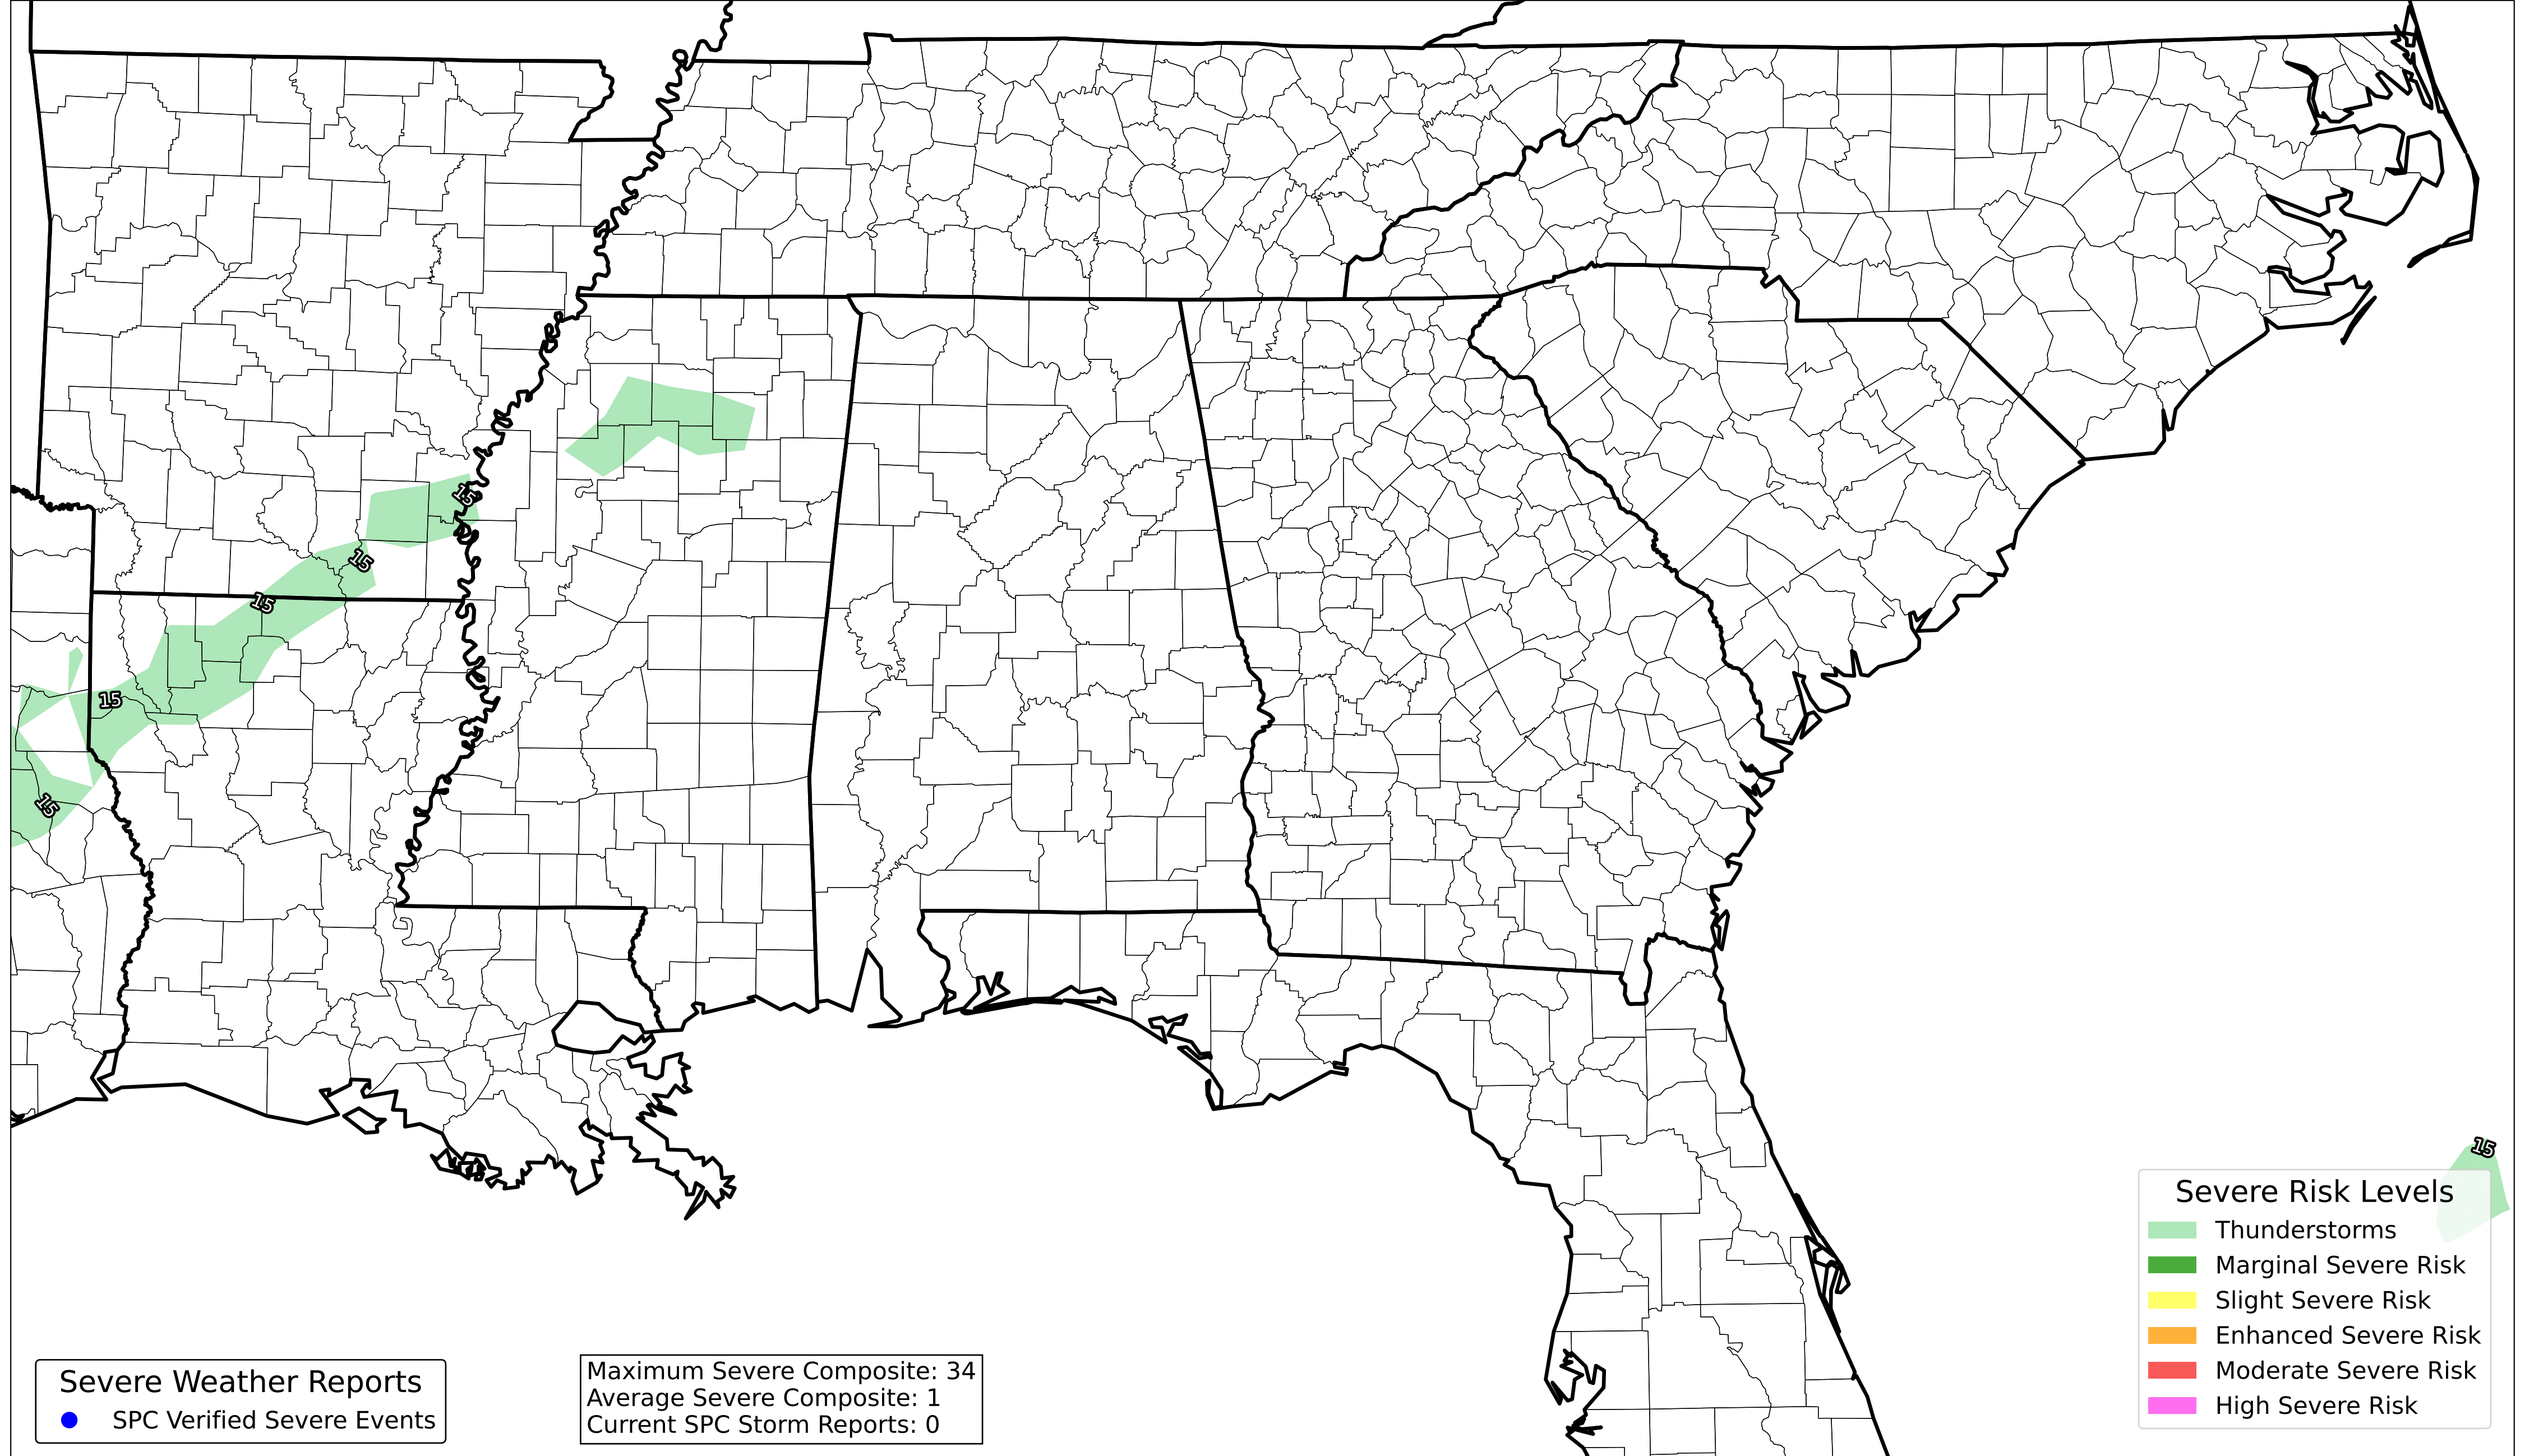 15
15
15
15
15
15
Severe Risk Levels
Thunderstorms
Marginal Severe Risk
Slight Severe Risk
Enhanced Severe Risk
Moderate Severe Risk
High Severe Risk
Severe Weather Reports
SPC Verified Severe Events
Maximum Severe Composite: 34
Average Severe Composite: 1
Current SPC Storm Reports: 0